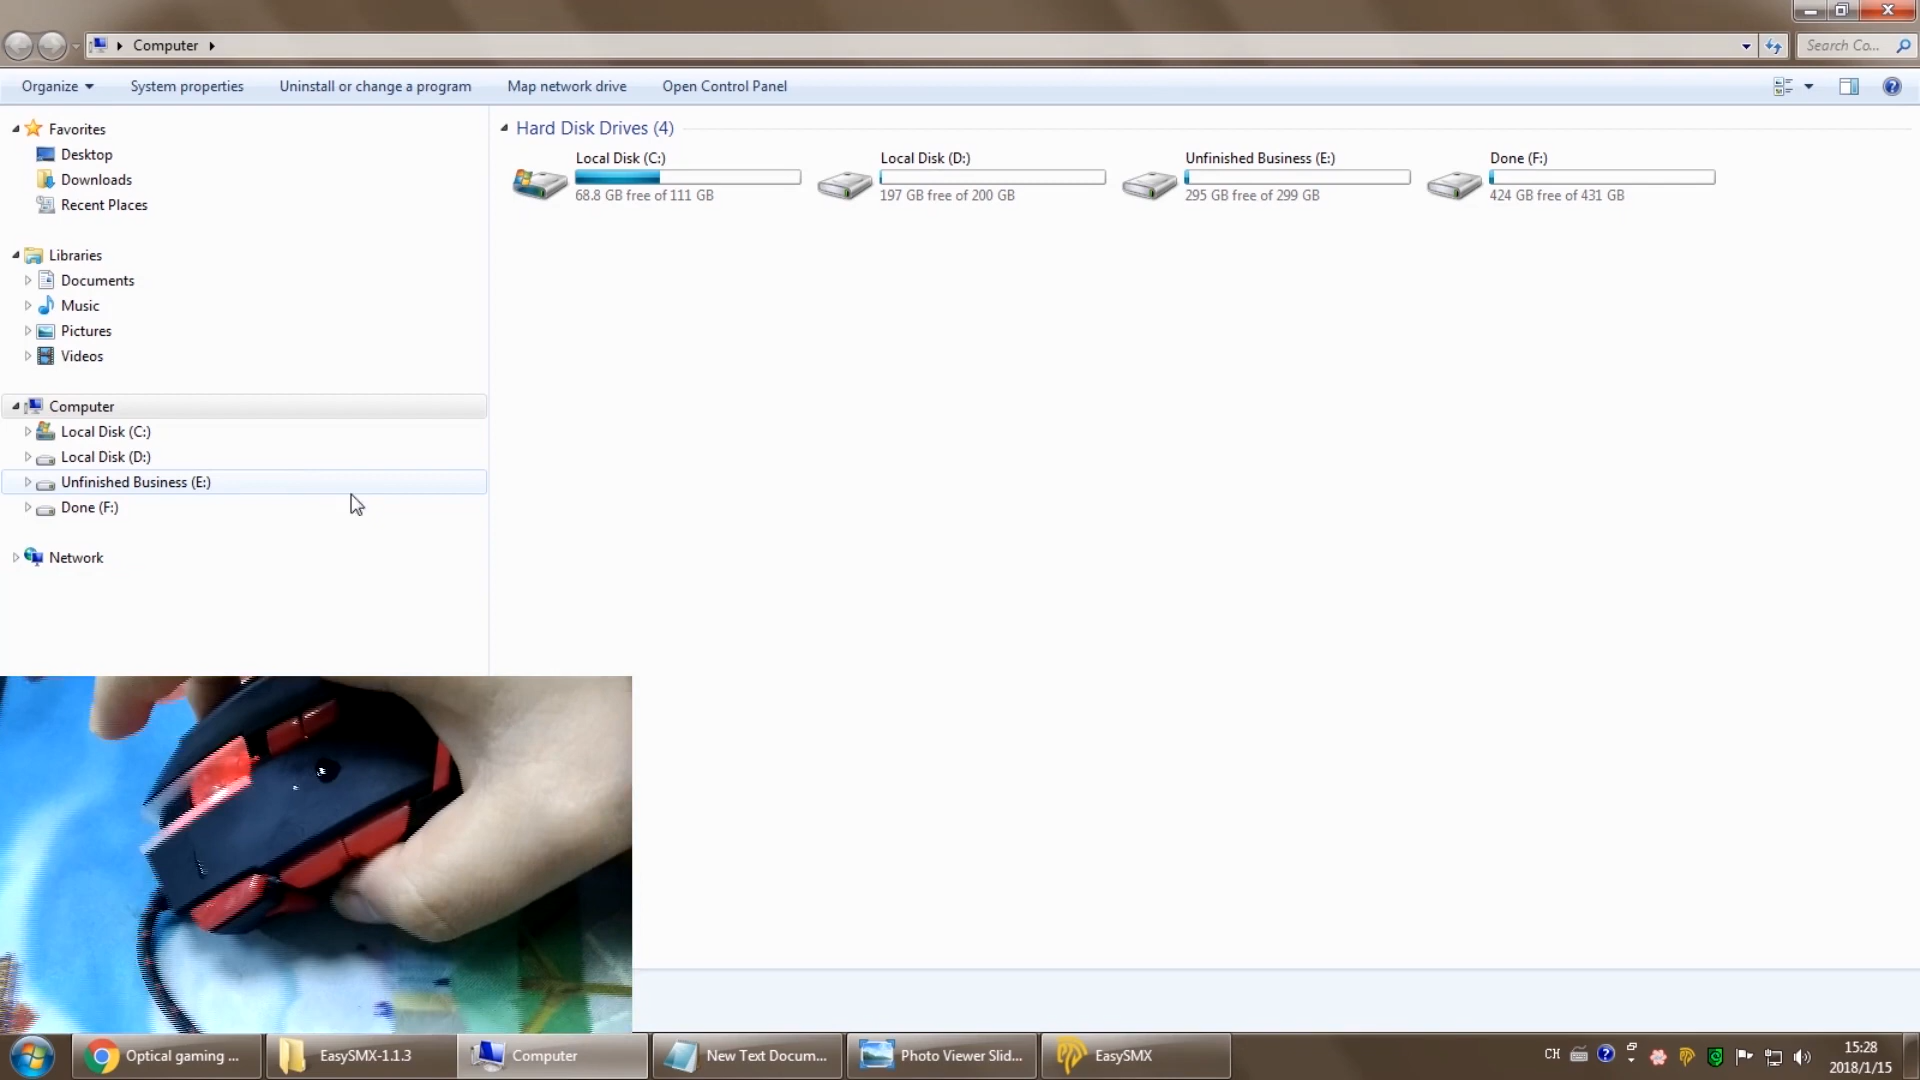 Computer
Search Co...
Organize
System properties
Uninstall or change a program
Map network drive
Open Control Panel
Favorites
Desktop
Downloads
Recent Places
Libraries
Documents
Music
Pictures
Videos
Computer
Local Disk (C:)
Local Disk (D:)
Unfinished Business (E:)
Done (F:)
Network
Hard Disk Drives (4)
Local Disk (C:)
68.8 GB free of 111 GB
Local Disk (D:)
197 GB free of 200 GB
Unfinished Business (E:)
295 GB free of 299 GB
Done (F:)
424 GB free of 431 GB
Optical gaming ...
EasySMX-1.1.3
Computer
New Text Docum...
Photo Viewer Slid...
EasySMX
CH
15:28
2018/1/15